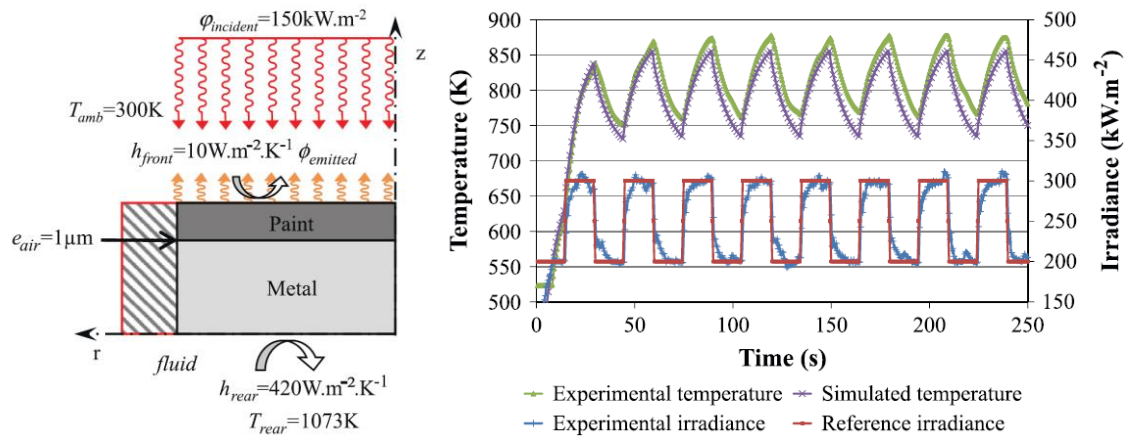 φincident=150kW.m⁻²
z
Tamb=300K
hfront=10W.m⁻².K⁻¹ ϕemitted
Paint
eair=1µm
Metal
r
fluid
hrear=420W.m⁻².K⁻¹
Trear=1073K
Temperature (K)
900
850
800
750
700
650
600
550
500
500
450
400
350
300
250
200
150
Irradiance (kW.m⁻²)
0 50 100 150 200 250
Time (s)
Experimental temperature Simulated temperature
Experimental irradiance Reference irradiance